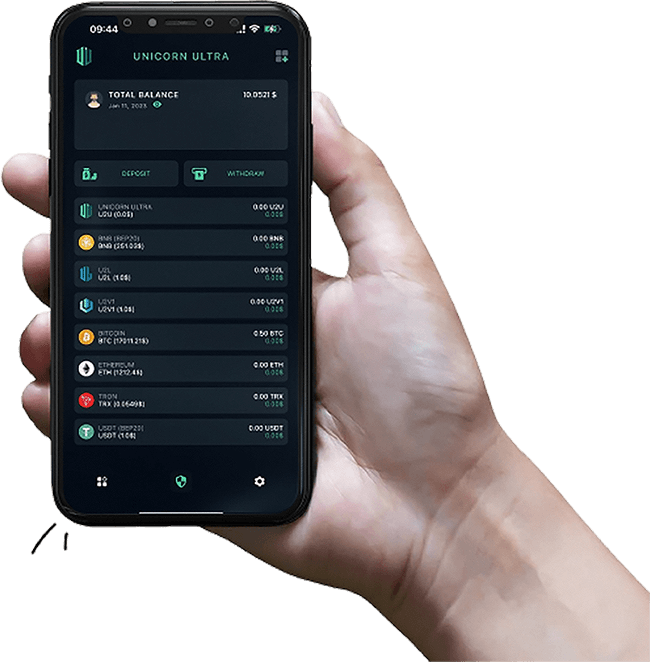 09:44
UNICORN ULTRA
TOTAL BALANCE 10.0521 $
Jan 11, 2023
DEPOSIT WITHDRAW
UNICORN ULTRA 0.00 U2U
U2U (0.0$) 0.00$
BNB (BEP20) 0.00 BNB
BNB (251.03$) 0.00$
U2L 0.00 U2L
U2L (1.0$) 0.00$
U2V1 0.00 U2V1
U2V1 (1.0$) 0.00$
BITCOIN 0.50 BTC
BTC (17011.21$) 0.00$
ETHEREUM 0.00 ETH
ETH (1212.4$) 0.00$
TRON 0.00 TRX
TRX (0.0549$) 0.00$
USDT (BEP20) 0.00 USDT
USDT (1.0$) 0.00$